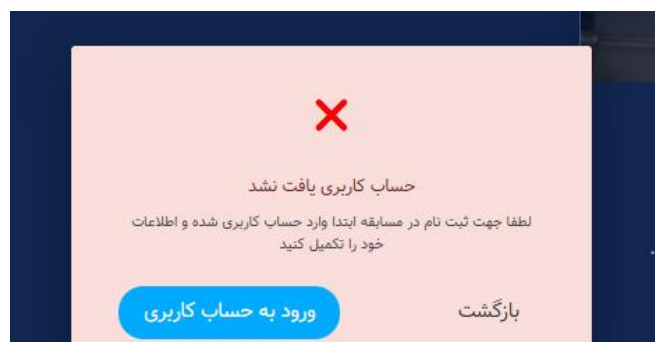 حساب کاربری یافت نشد
لطفا جهت ثبت نام در مسابقه ابتدا وارد حساب کاربری شده و اطلاعات
خود را تکمیل کنید
بازگشت
ورود به حساب کاربری